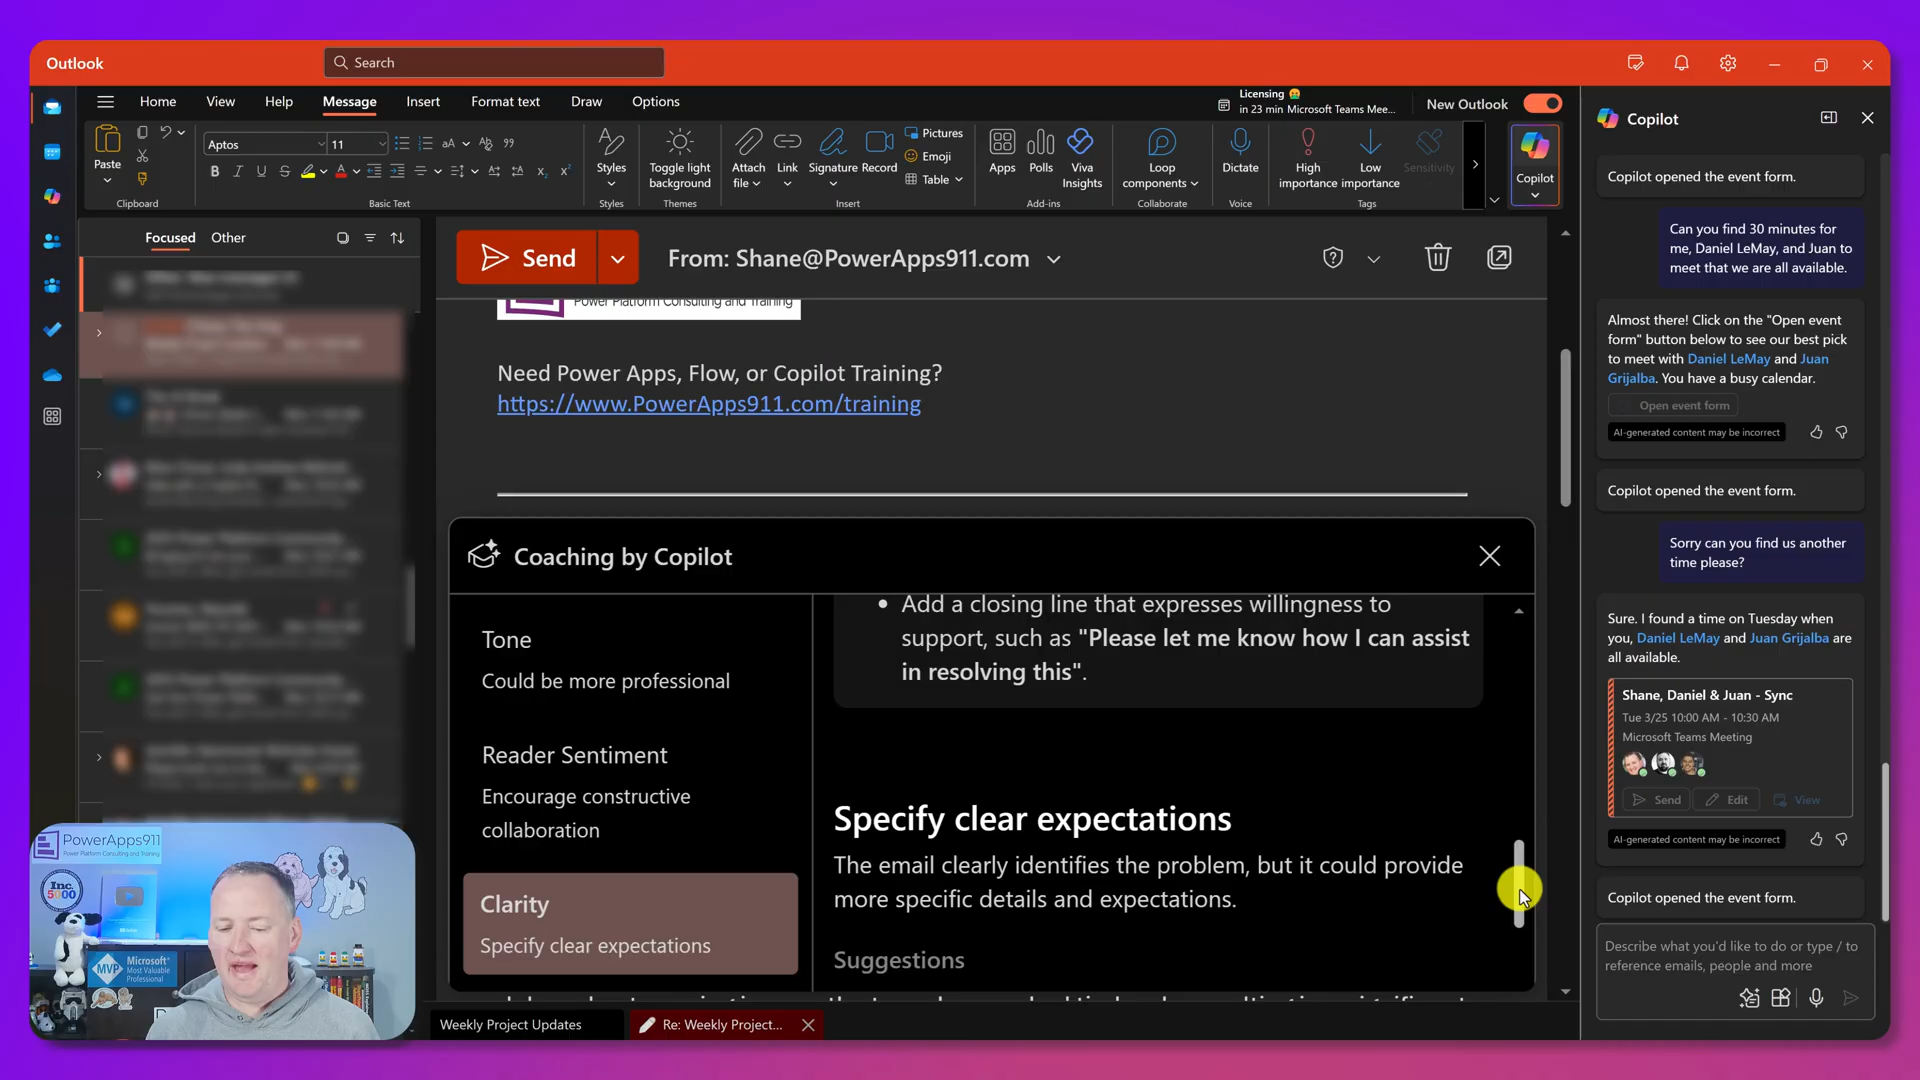 Outlook
Search
Home
View
Help
Message
Insert
Format text
Draw
Options
Licensing
in 23 min Microsoft Teams Mee...
New Outlook
Paste
Clipboard
Aptos
11
Basic Text
Styles
Styles
Toggle light
background
Themes
Attach
file
Link
Signature
Record
Pictures
Emoji
Table
Insert
Apps
Polls
Viva
Insights
Add-ins
Loop
components
Collaborate
Dictate
Voice
High
importance
Low
importance
Sensitivity
Tags
Copilot
Focused
Other
Send
From: Shane@PowerApps911.com
Power Platform Consulting and Training
Need Power Apps, Flow, or Copilot Training?
https://www.PowerApps911.com/training
Coaching by Copilot
Tone
Could be more professional
Reader Sentiment
Encourage constructive
collaboration
Clarity
Specify clear expectations
• Add a closing line that expresses willingness to
support, such as "Please let me know how I can assist
in resolving this".
Specify clear expectations
The email clearly identifies the problem, but it could provide
more specific details and expectations.
Suggestions
Weekly Project Updates
Re: Weekly Project...
Copilot
Copilot opened the event form.
Can you find 30 minutes for
me, Daniel LeMay, and Juan to
meet that we are all available.
Almost there! Click on the "Open event
form" button below to see our best pick
to meet with Daniel LeMay and Juan
Grijalba. You have a busy calendar.
Open event form
AI-generated content may be incorrect
Copilot opened the event form.
Sorry can you find us another
time please?
Sure. I found a time on Tuesday when
you, Daniel LeMay and Juan Grijalba are
all available.
Shane, Daniel & Juan - Sync
Tue 3/25 10:00 AM - 10:30 AM
Microsoft Teams Meeting
Send
Edit
View
AI-generated content may be incorrect
Copilot opened the event form.
Describe what you'd like to do or type / to
reference emails, people and more
PowerApps911
Power Platform Consulting and Training
Inc.
5000
Microsoft®
MVP
Most Valuable
Professional